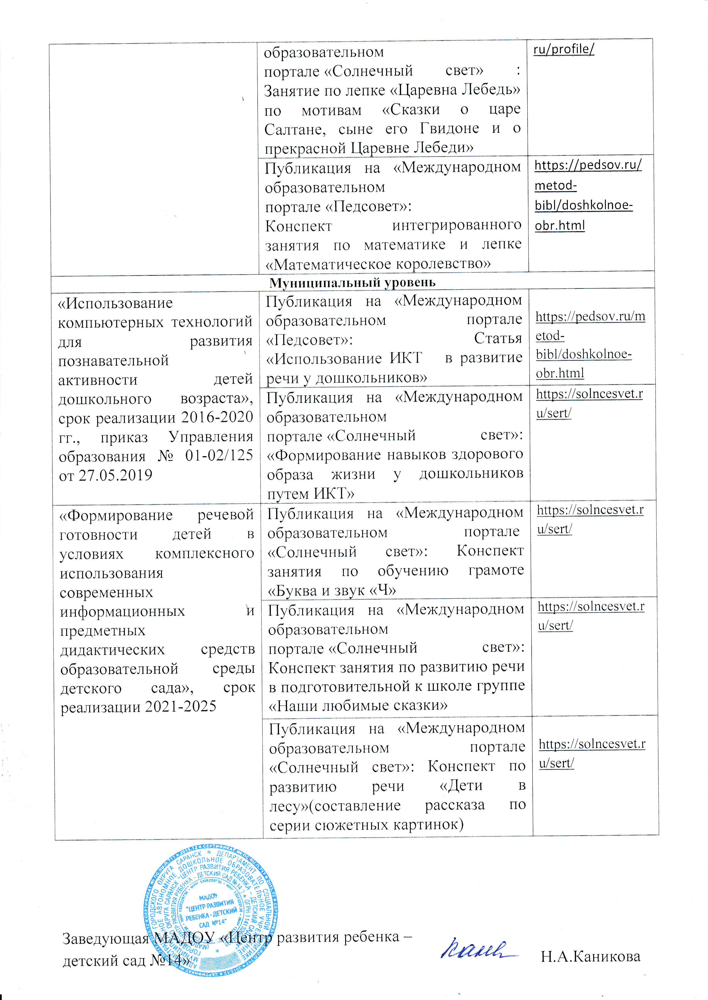 образовательном
портале «Солнечный свет» :
Занятие по лепке «Царевна Лебедь»
по мотивам «Сказки о царе
Салтане, сыне его Гвидоне и о
прекрасной Царевне Лебеди»
ru/profile/
Публикация на «Международном
образовательном
портале «Педсовет»:
Конспект интегрированного
занятия по математике и лепке
«Математическое королевство»
https://pedsov.ru/
metod-
bibl/doshkolnoe-
obr.html
Муниципальный уровень
«Использование
компьютерных технологий
для развития
познавательной
активности детей
дошкольного возраста»,
срок реализации 2016-2020
гг., приказ Управления
образования № 01-02/125
от 27.05.2019
Публикация на «Международном
образовательном портале
«Педсовет»: Статья
«Использование ИКТ в развитие
речи у дошкольников»
https://pedsov.ru/m
etod-
bibl/doshkolnoe-
obr.html
Публикация на «Международном
образовательном
портале «Солнечный свет»:
«Формирование навыков здорового
образа жизни у дошкольников
путем ИКТ»
https://solncesvet.r
u/sert/
«Формирование речевой
готовности детей в
условиях комплексного
использования
современных
информационных и
предметных
дидактических средств
образовательной среды
детского сада», срок
реализации 2021-2025
Публикация на «Международном
образовательном портале
«Солнечный свет»: Конспект
занятия по обучению грамоте
«Буква и звук «Ч»
https://solncesvet.r
u/sert/
Публикация на «Международном
образовательном
портале «Солнечный свет»:
Конспект занятия по развитию речи
в подготовительной к школе группе
«Наши любимые сказки»
https://solncesvet.r
u/sert/
Публикация на «Международном
образовательном портале
«Солнечный свет»: Конспект по
развитию речи «Дети в
лесу»(составление рассказа по
серии сюжетных картинок)
https://solncesvet.r
u/sert/
МАДОУ
"ЦЕНТР РАЗВИТИЯ
РЕБЕНКА - ДЕТСКИЙ
САД №14"
Заведующая МАДОУ «Центр развития ребенка –
детский сад №14»
Н.А.Каникова